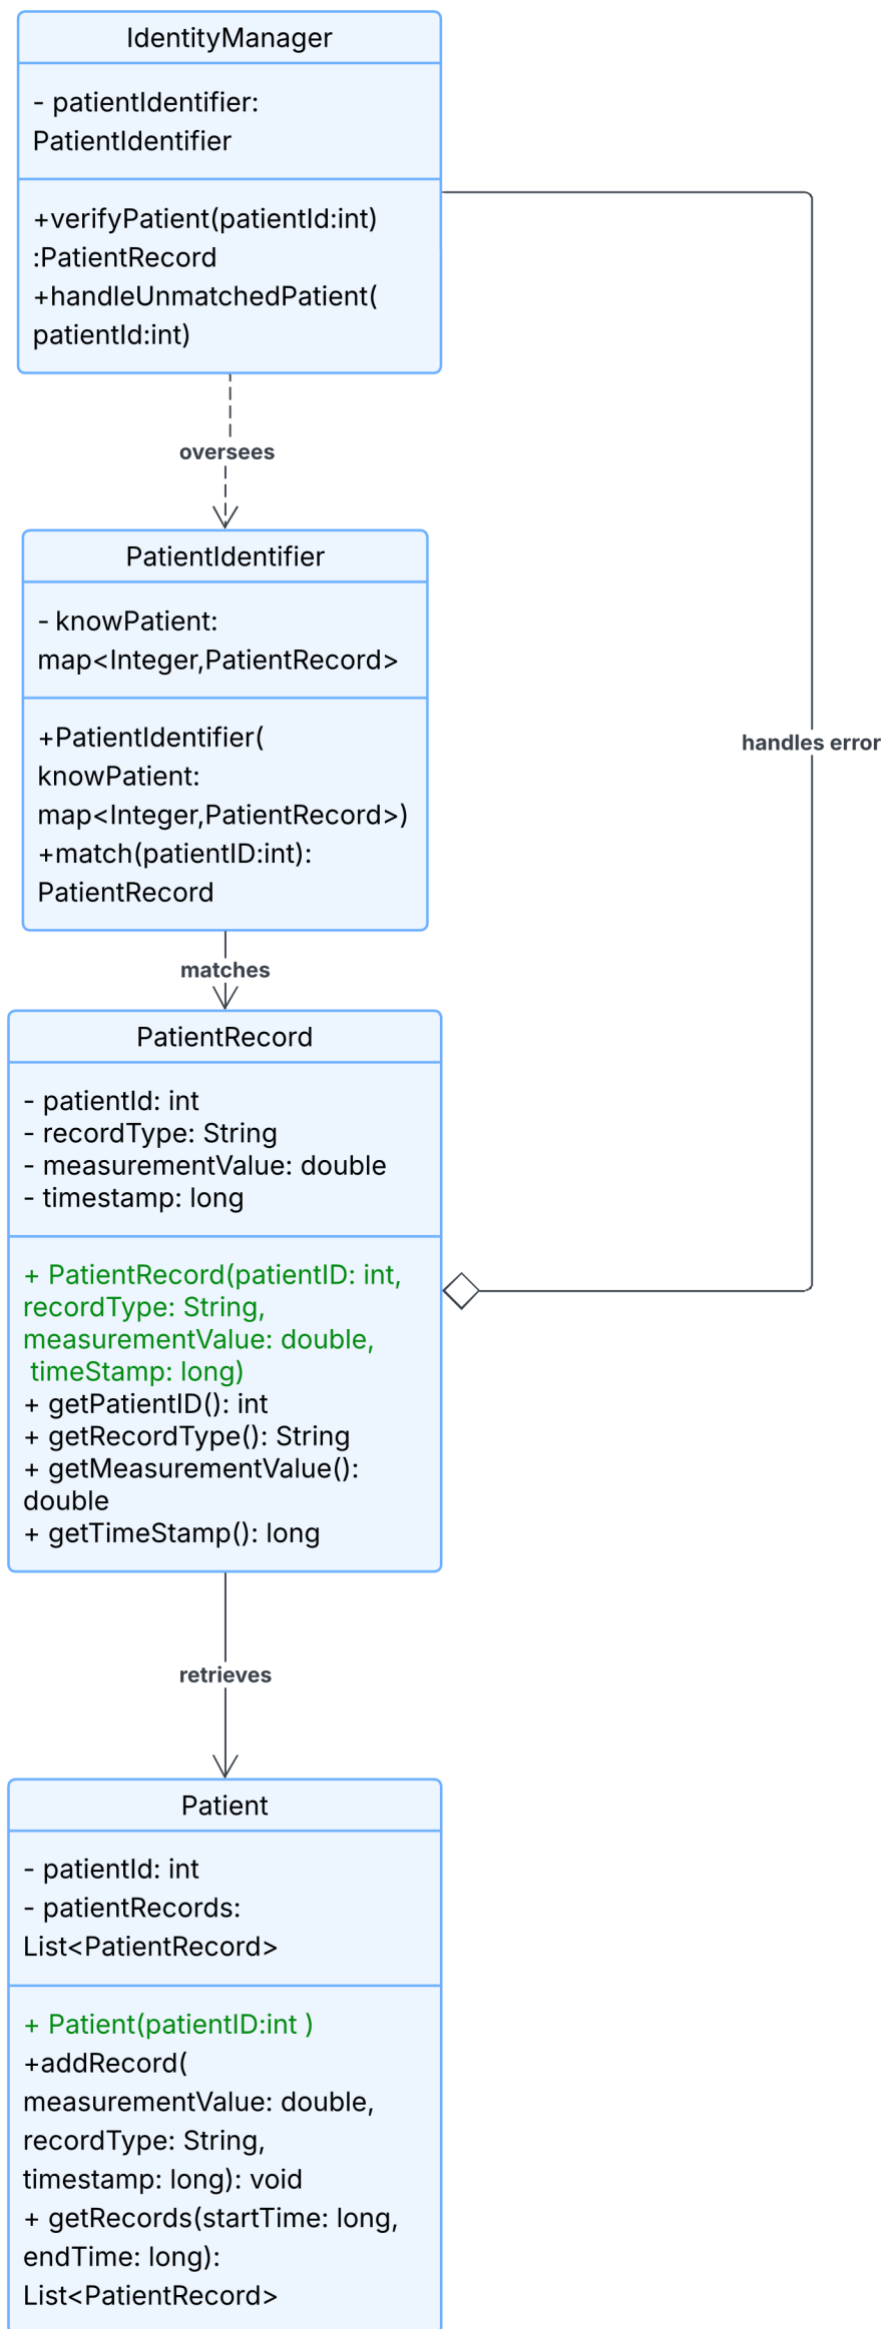 IdentityManager
- patientIdentifier:
PatientIdentifier
+verifyPatient(patientId:int)
:PatientRecord
+handleUnmatchedPatient(
patientId:int)
oversees
PatientIdentifier
- knowPatient:
map<Integer,PatientRecord>
+PatientIdentifier(
knowPatient:
map<Integer,PatientRecord>)
+match(patientID:int):
PatientRecord
handles error
matches
PatientRecord
- patientId: int
- recordType: String
- measurementValue: double
- timestamp: long
+ PatientRecord(patientID: int,
recordType: String,
measurementValue: double,
timeStamp: long)
+ getPatientID(): int
+ getRecordType(): String
+ getMeasurementValue():
double
+ getTimeStamp(): long
retrieves
Patient
- patientId: int
- patientRecords:
List<PatientRecord>
+ Patient(patientID:int )
+addRecord(
measurementValue: double,
recordType: String,
timestamp: long): void
+ getRecords(startTime: long,
endTime: long):
List<PatientRecord>